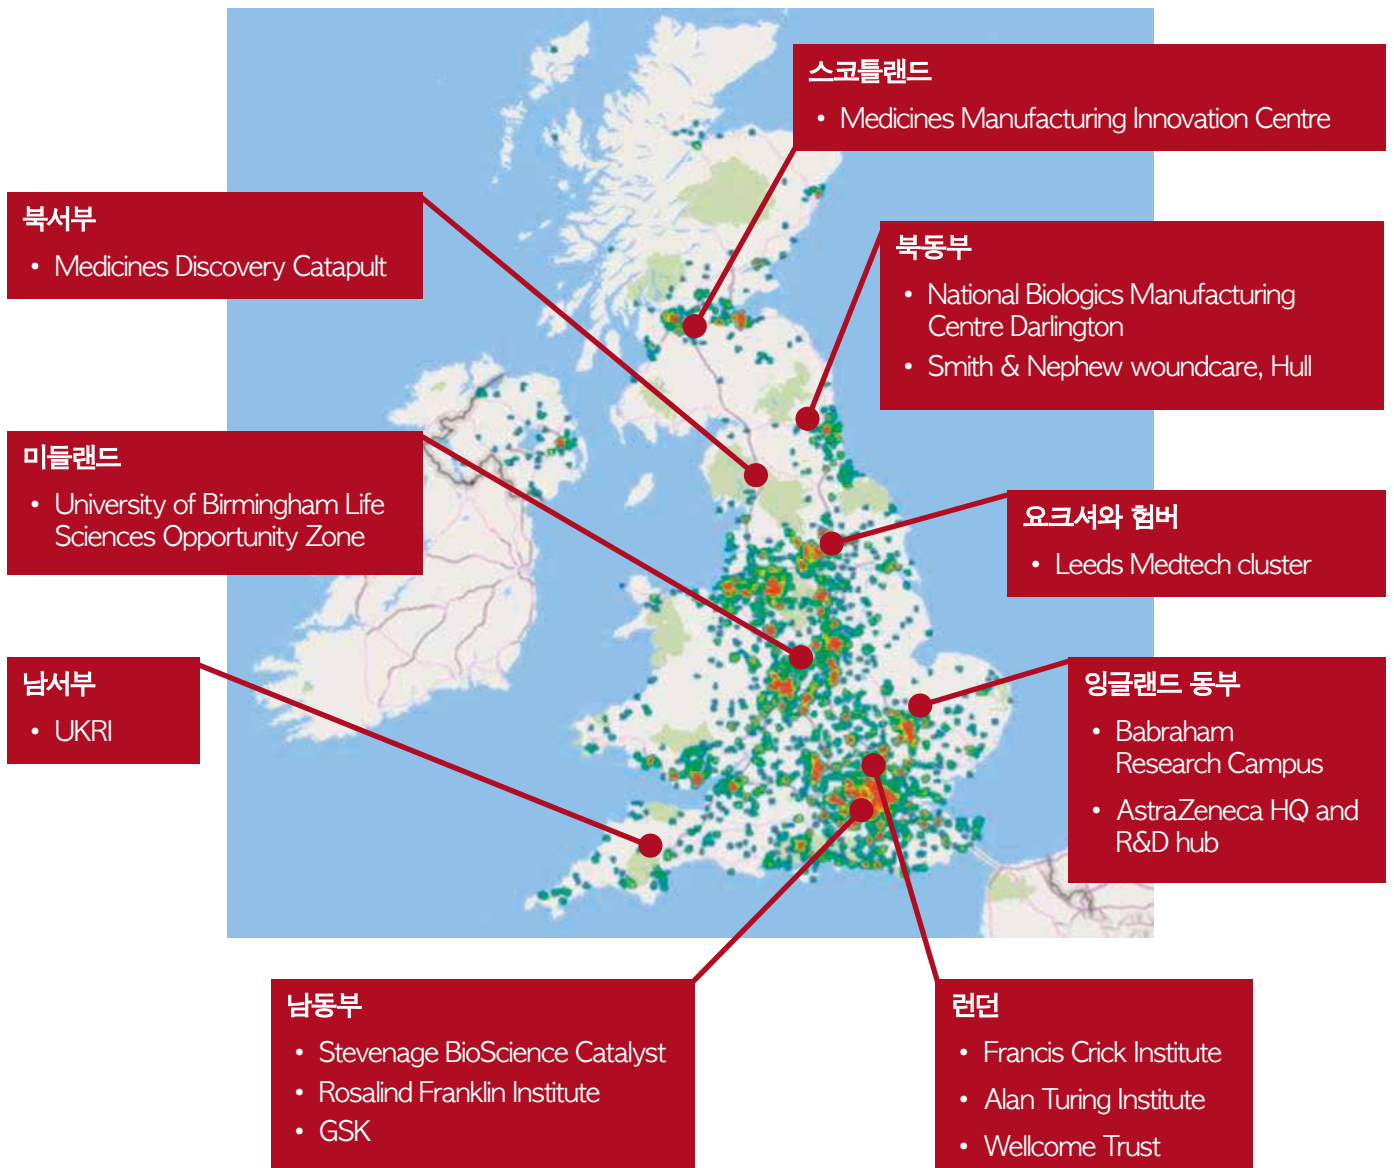 스코틀랜드
• Medicines Manufacturing Innovation Centre
북서부
• Medicines Discovery Catapult
북동부
• National Biologics Manufacturing
Centre Darlington
• Smith & Nephew woundcare, Hull
미들랜드
• University of Birmingham Life
Sciences Opportunity Zone
요크셔와 험버
• Leeds Medtech cluster
남서부
• UKRI
잉글랜드 동부
• Babraham
Research Campus
• AstraZeneca HQ and
R&D hub
남동부
• Stevenage BioScience Catalyst
• Rosalind Franklin Institute
• GSK
런던
• Francis Crick Institute
• Alan Turing Institute
• Wellcome Trust